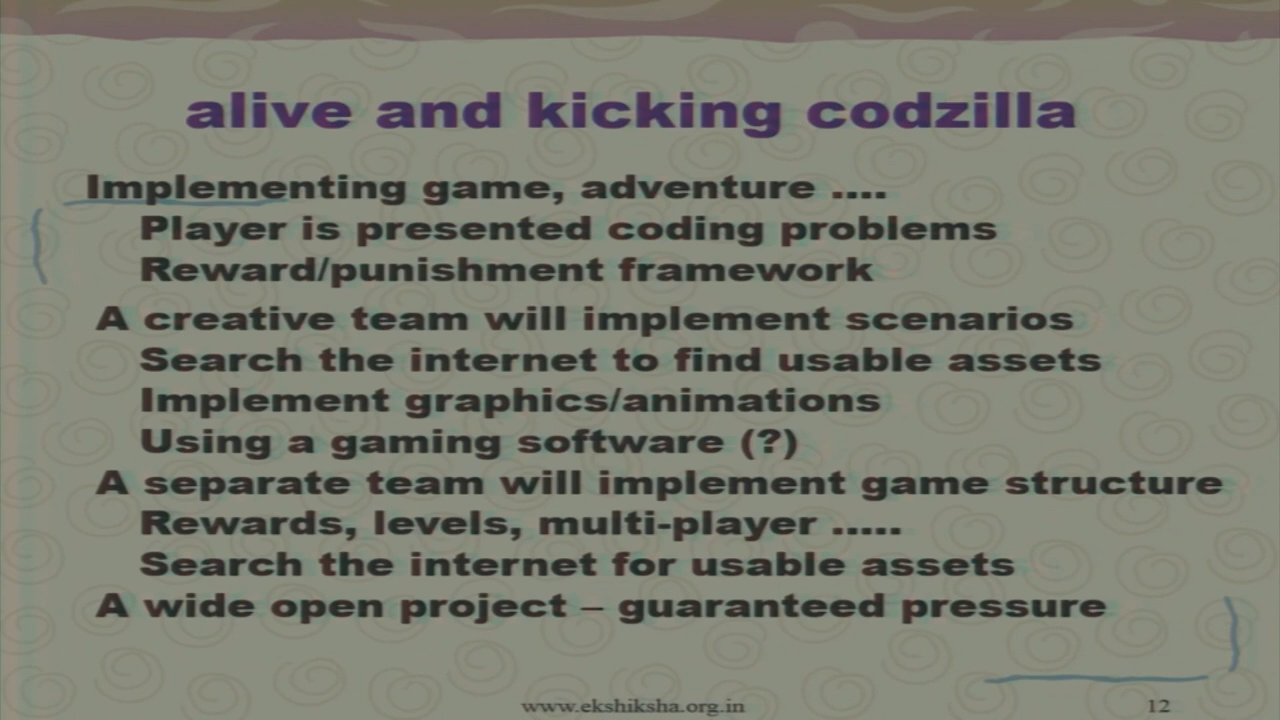 alive and kicking codzilla
Implementing game, adventure ....
Player is presented coding problems
Reward/punishment framework
A creative team will implement scenarios
Search the internet to find usable assets
Implement graphics/animations
Using a gaming software (?)
A separate team will implement game structure
Rewards, levels, multi-player .....
Search the internet for usable assets
A wide open project – guaranteed pressure
www.ekshiksha.org.in
12